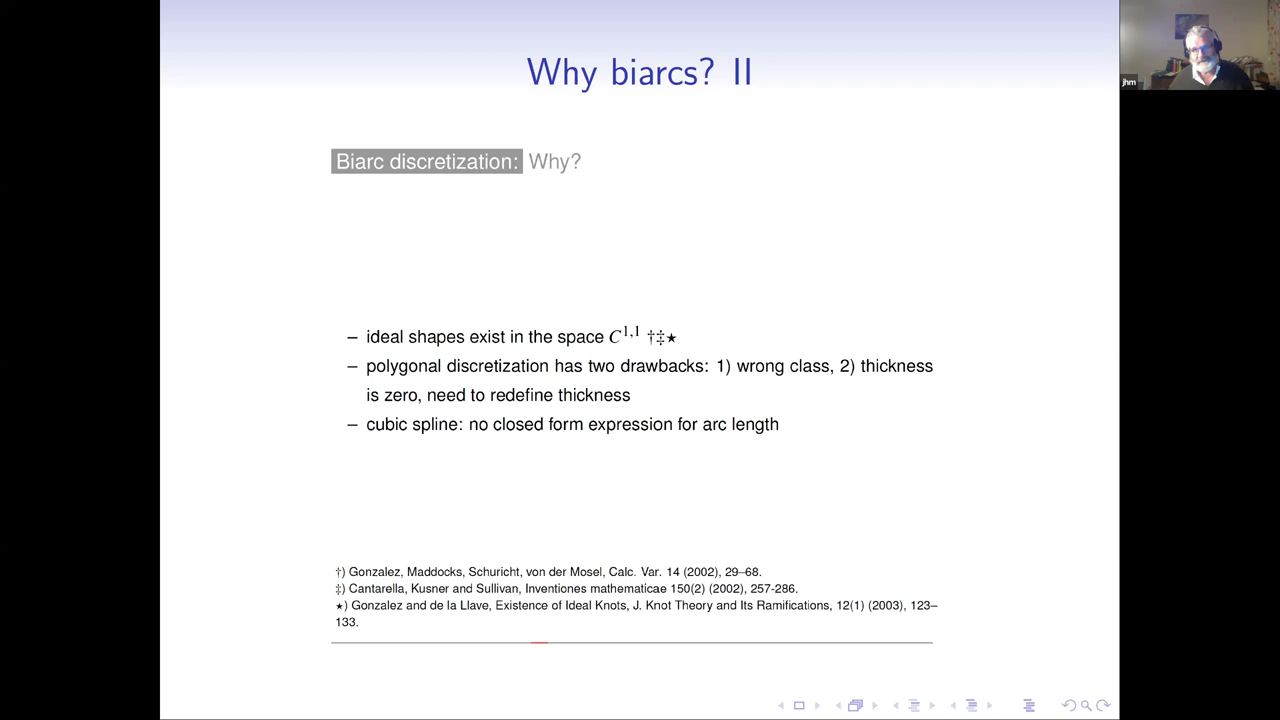 Why biarcs? II
jhm
Biarc discretization: Why?
– ideal shapes exist in the space C^{1,1} †‡⋆
– polygonal discretization has two drawbacks: 1) wrong class, 2) thickness
is zero, need to redefine thickness
– cubic spline: no closed form expression for arc length
†) Gonzalez, Maddocks, Schuricht, von der Mosel, Calc. Var. 14 (2002), 29–68.
‡) Cantarella, Kusner and Sullivan, Inventiones mathematicae 150(2) (2002), 257-286.
⋆) Gonzalez and de la Llave, Existence of Ideal Knots, J. Knot Theory and Its Ramifications, 12(1) (2003), 123–
133.